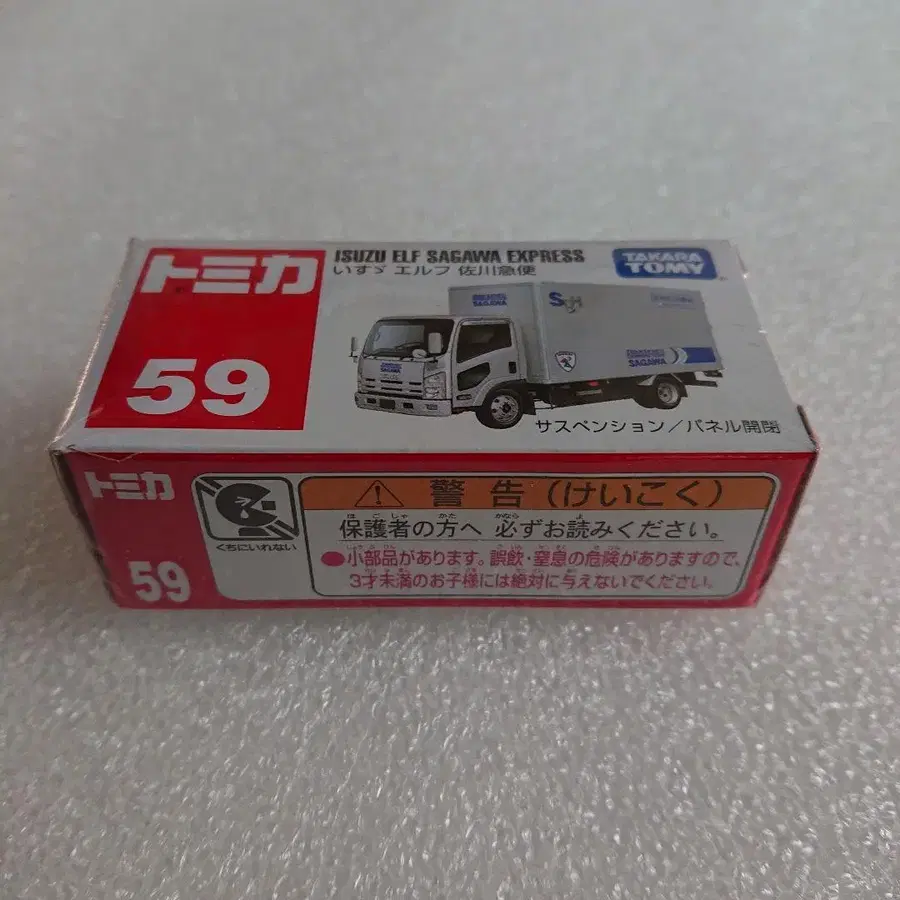 トミカ
59
ISUZU ELF SAGAWA EXPRESS
いすゞ エルフ 佐川急便
TAKARA
TOMY
SAGAWA
SAGAWA
サスペンション/パネル開閉
トミカ
59
くちにいれない
警告(けいこく)
保護者の方へ 必ずお読みください。
●小部品があります。誤飲・窒息の危険がありますので、
3才未満のお子様には絶対に与えないでください。